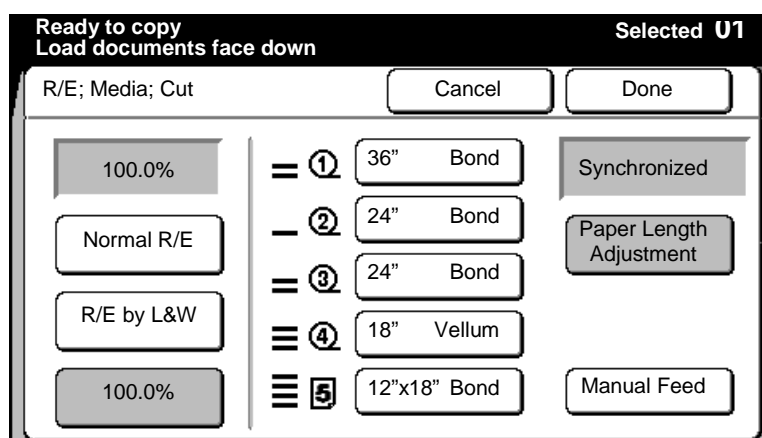 Ready to copy
Load documents face down
Selected 01
R/E; Media; Cut
Cancel
Done
100.0%
Normal R/E
R/E by L&W
100.0%
1 36” Bond
2 24” Bond
3 24” Bond
4 18” Vellum
5 12”x18” Bond
Synchronized
Paper Length
Adjustment
Manual Feed